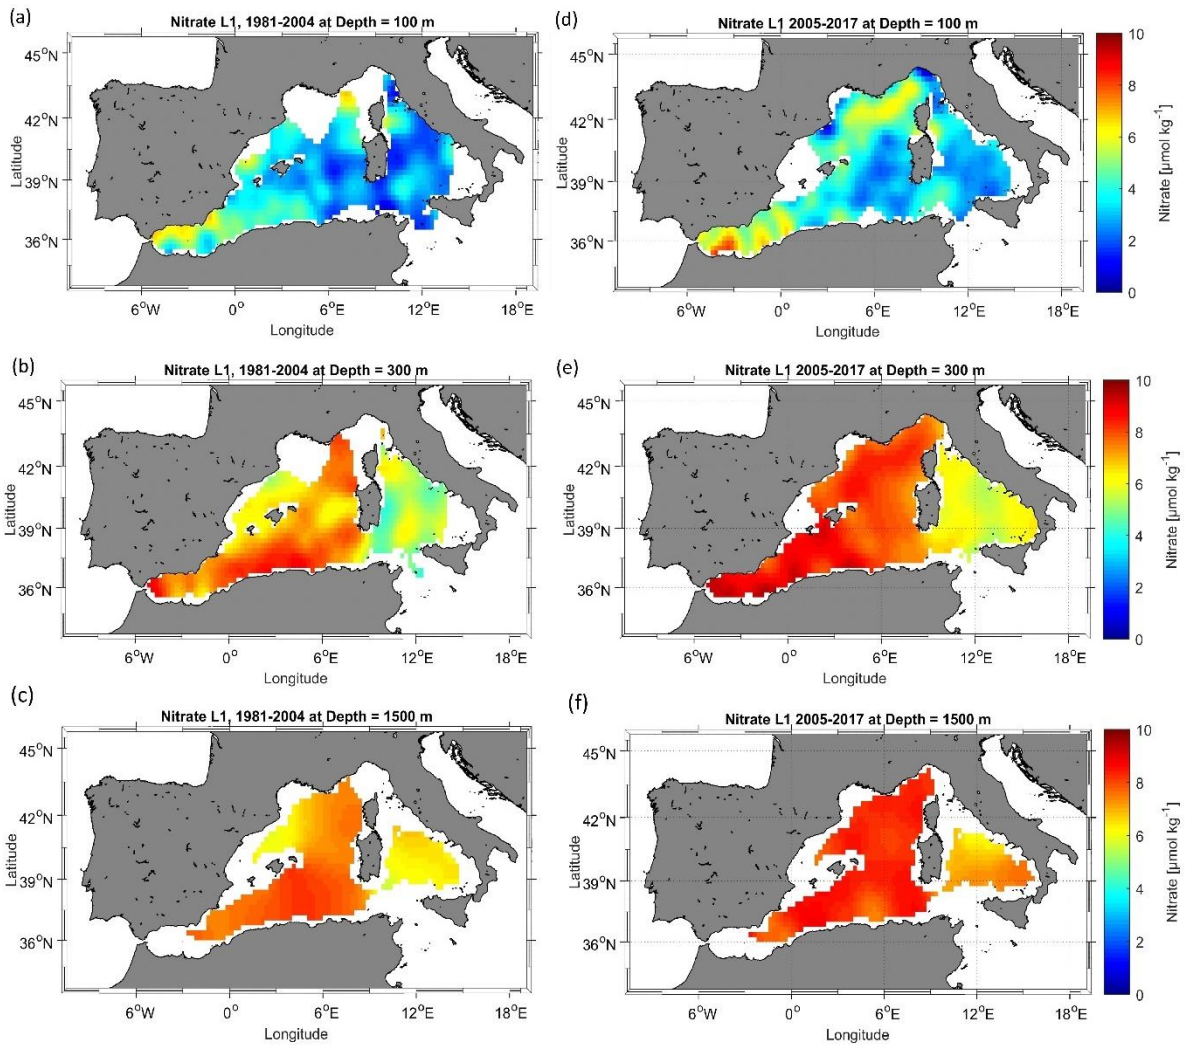 (a)
Nitrate L1, 1981-2004 at Depth = 100 m
45°N
42°N
39°N
36°N
Latitude
6°W 0° 6°E 12°E 18°E
Longitude
(d)
Nitrate L1 2005-2017 at Depth = 100 m
45°N
42°N
39°N
36°N
Latitude
6°W 0° 6°E 12°E 18°E
Longitude
10
8
6
4
2
0
Nitrate [μmol kg⁻¹]
(b)
Nitrate L1, 1981-2004 at Depth = 300 m
45°N
42°N
39°N
36°N
Latitude
6°W 0° 6°E 12°E 18°E
Longitude
(e)
Nitrate L1 2005-2017 at Depth = 300 m
45°N
42°N
39°N
36°N
Latitude
6°W 0° 6°E 12°E 18°E
Longitude
10
8
6
4
2
0
Nitrate [μmol kg⁻¹]
(c)
Nitrate L1, 1981-2004 at Depth = 1500 m
45°N
42°N
39°N
36°N
Latitude
6°W 0° 6°E 12°E 18°E
Longitude
(f)
Nitrate L1 2005-2017 at Depth = 1500 m
45°N
42°N
39°N
36°N
Latitude
6°W 0° 6°E 12°E 18°E
Longitude
10
8
6
4
2
0
Nitrate [μmol kg⁻¹]